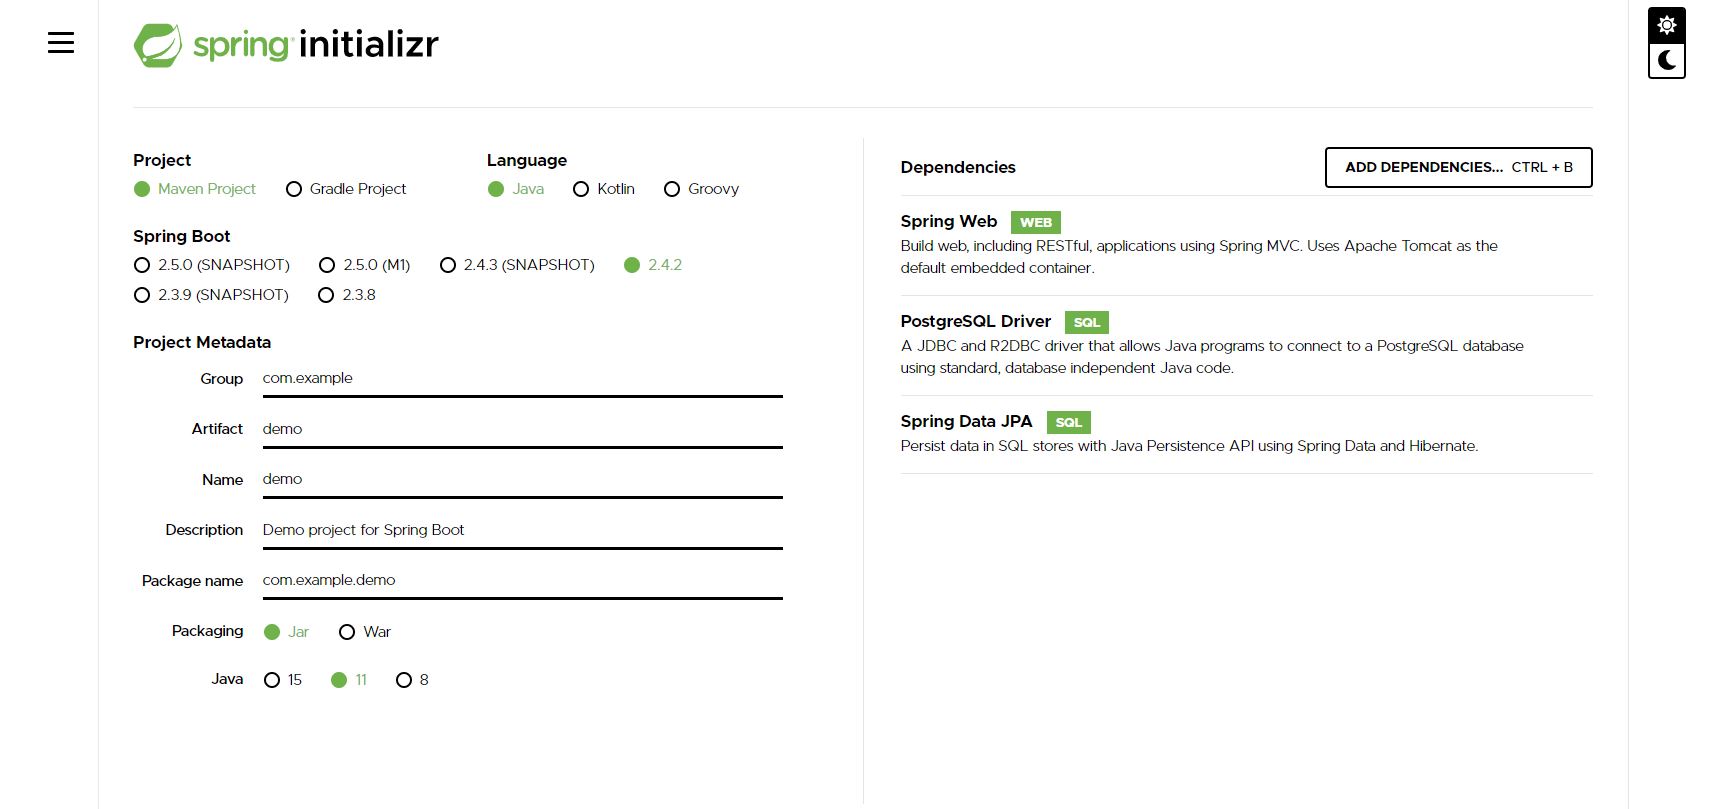 spring initializr
Project
Maven Project Gradle Project
Language
Java Kotlin Groovy
Spring Boot
2.5.0 (SNAPSHOT) 2.5.0 (M1) 2.4.3 (SNAPSHOT) 2.4.2
2.3.9 (SNAPSHOT) 2.3.8
Project Metadata
Group com.example
Artifact demo
Name demo
Description Demo project for Spring Boot
Package name com.example.demo
Packaging Jar War
Java 15 11 8
Dependencies
ADD DEPENDENCIES... CTRL + B
Spring Web WEB
Build web, including RESTful, applications using Spring MVC. Uses Apache Tomcat as the
default embedded container.
PostgreSQL Driver SQL
A JDBC and R2DBC driver that allows Java programs to connect to a PostgreSQL database
using standard, database independent Java code.
Spring Data JPA SQL
Persist data in SQL stores with Java Persistence API using Spring Data and Hibernate.